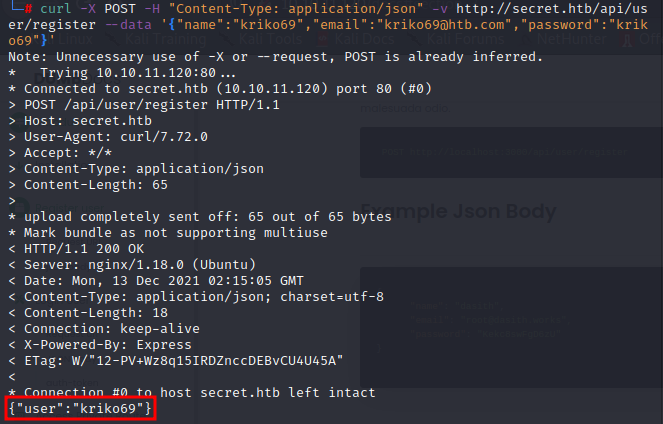 └─# curl -X POST -H "Content-Type: application/json" -v http://secret.htb/api/us
er/register --data '{"name":"kriko69","email":"kriko69@htb.com","password":"krik
o69"}'
Note: Unnecessary use of -X or --request, POST is already inferred.
*   Trying 10.10.11.120:80...
* Connected to secret.htb (10.10.11.120) port 80 (#0)
> POST /api/user/register HTTP/1.1
> Host: secret.htb
> User-Agent: curl/7.72.0
> Accept: */*
> Content-Type: application/json
> Content-Length: 65
>
* upload completely sent off: 65 out of 65 bytes
* Mark bundle as not supporting multiuse
Example Json Body
< HTTP/1.1 200 OK
< Server: nginx/1.18.0 (Ubuntu)
< Date: Mon, 13 Dec 2021 02:15:05 GMT
< Content-Type: application/json; charset=utf-8
< Content-Length: 18
< Connection: keep-alive
< X-Powered-By: Express
< ETag: W/"12-PV+Wz8q15IRDZnccDEBvCU4U45A"
<
* Connection #0 to host secret.htb left intact
{"user":"kriko69"}